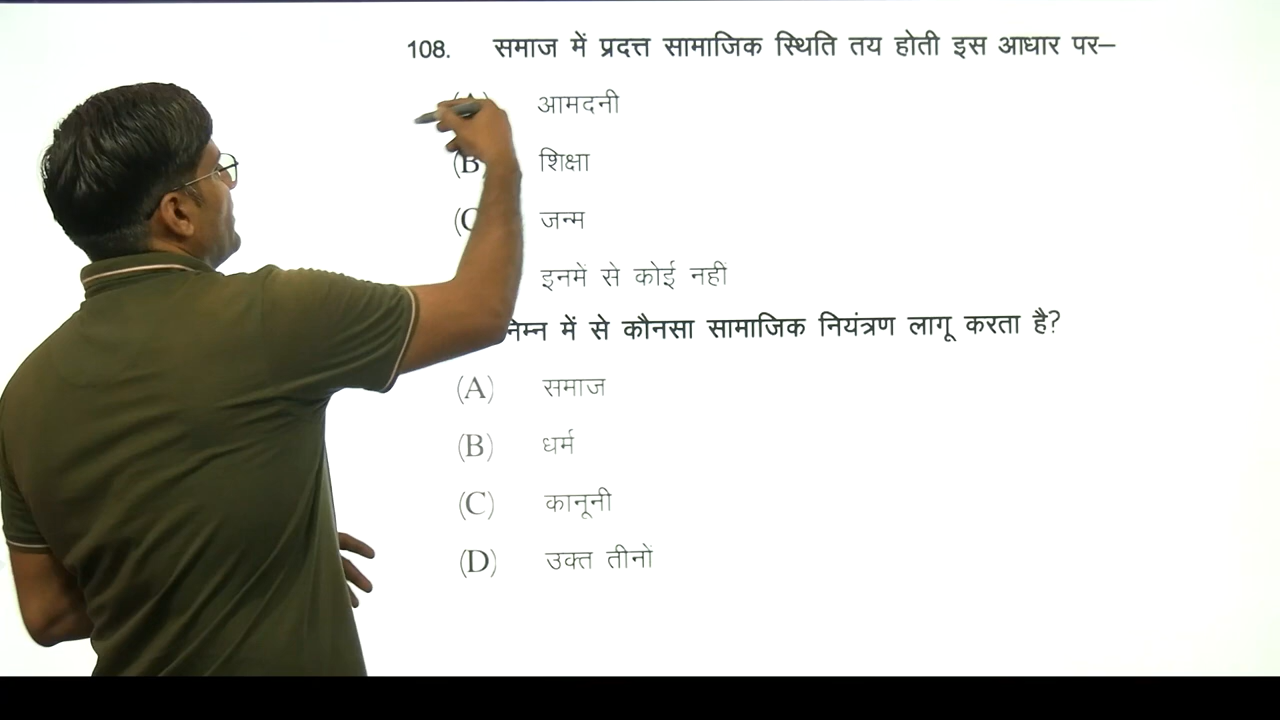 108. समाज में प्रदत्त सामाजिक स्थिति तय होती इस आधार पर–
आमदनी
(B शिक्षा
(C जन्म
इनमें से कोई नहीं
में से कौनसा सामाजिक नियंत्रण लागू करता है?
(A) समाज
(B) धर्म
(C) कानूनी
(D) उक्त तीनों